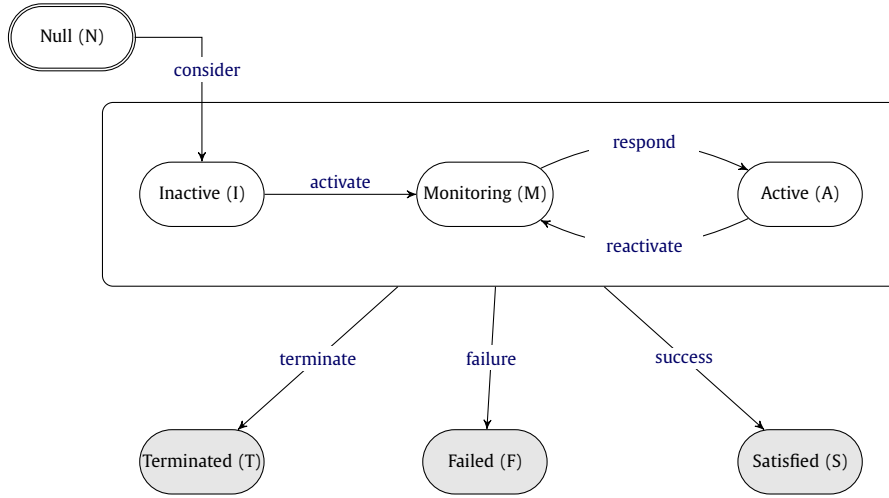 Null (N)
consider
respond
Inactive (I)
activate
Monitoring (M)
Active (A)
reactivate
terminate
failure
success
Terminated (T)
Failed (F)
Satisfied (S)